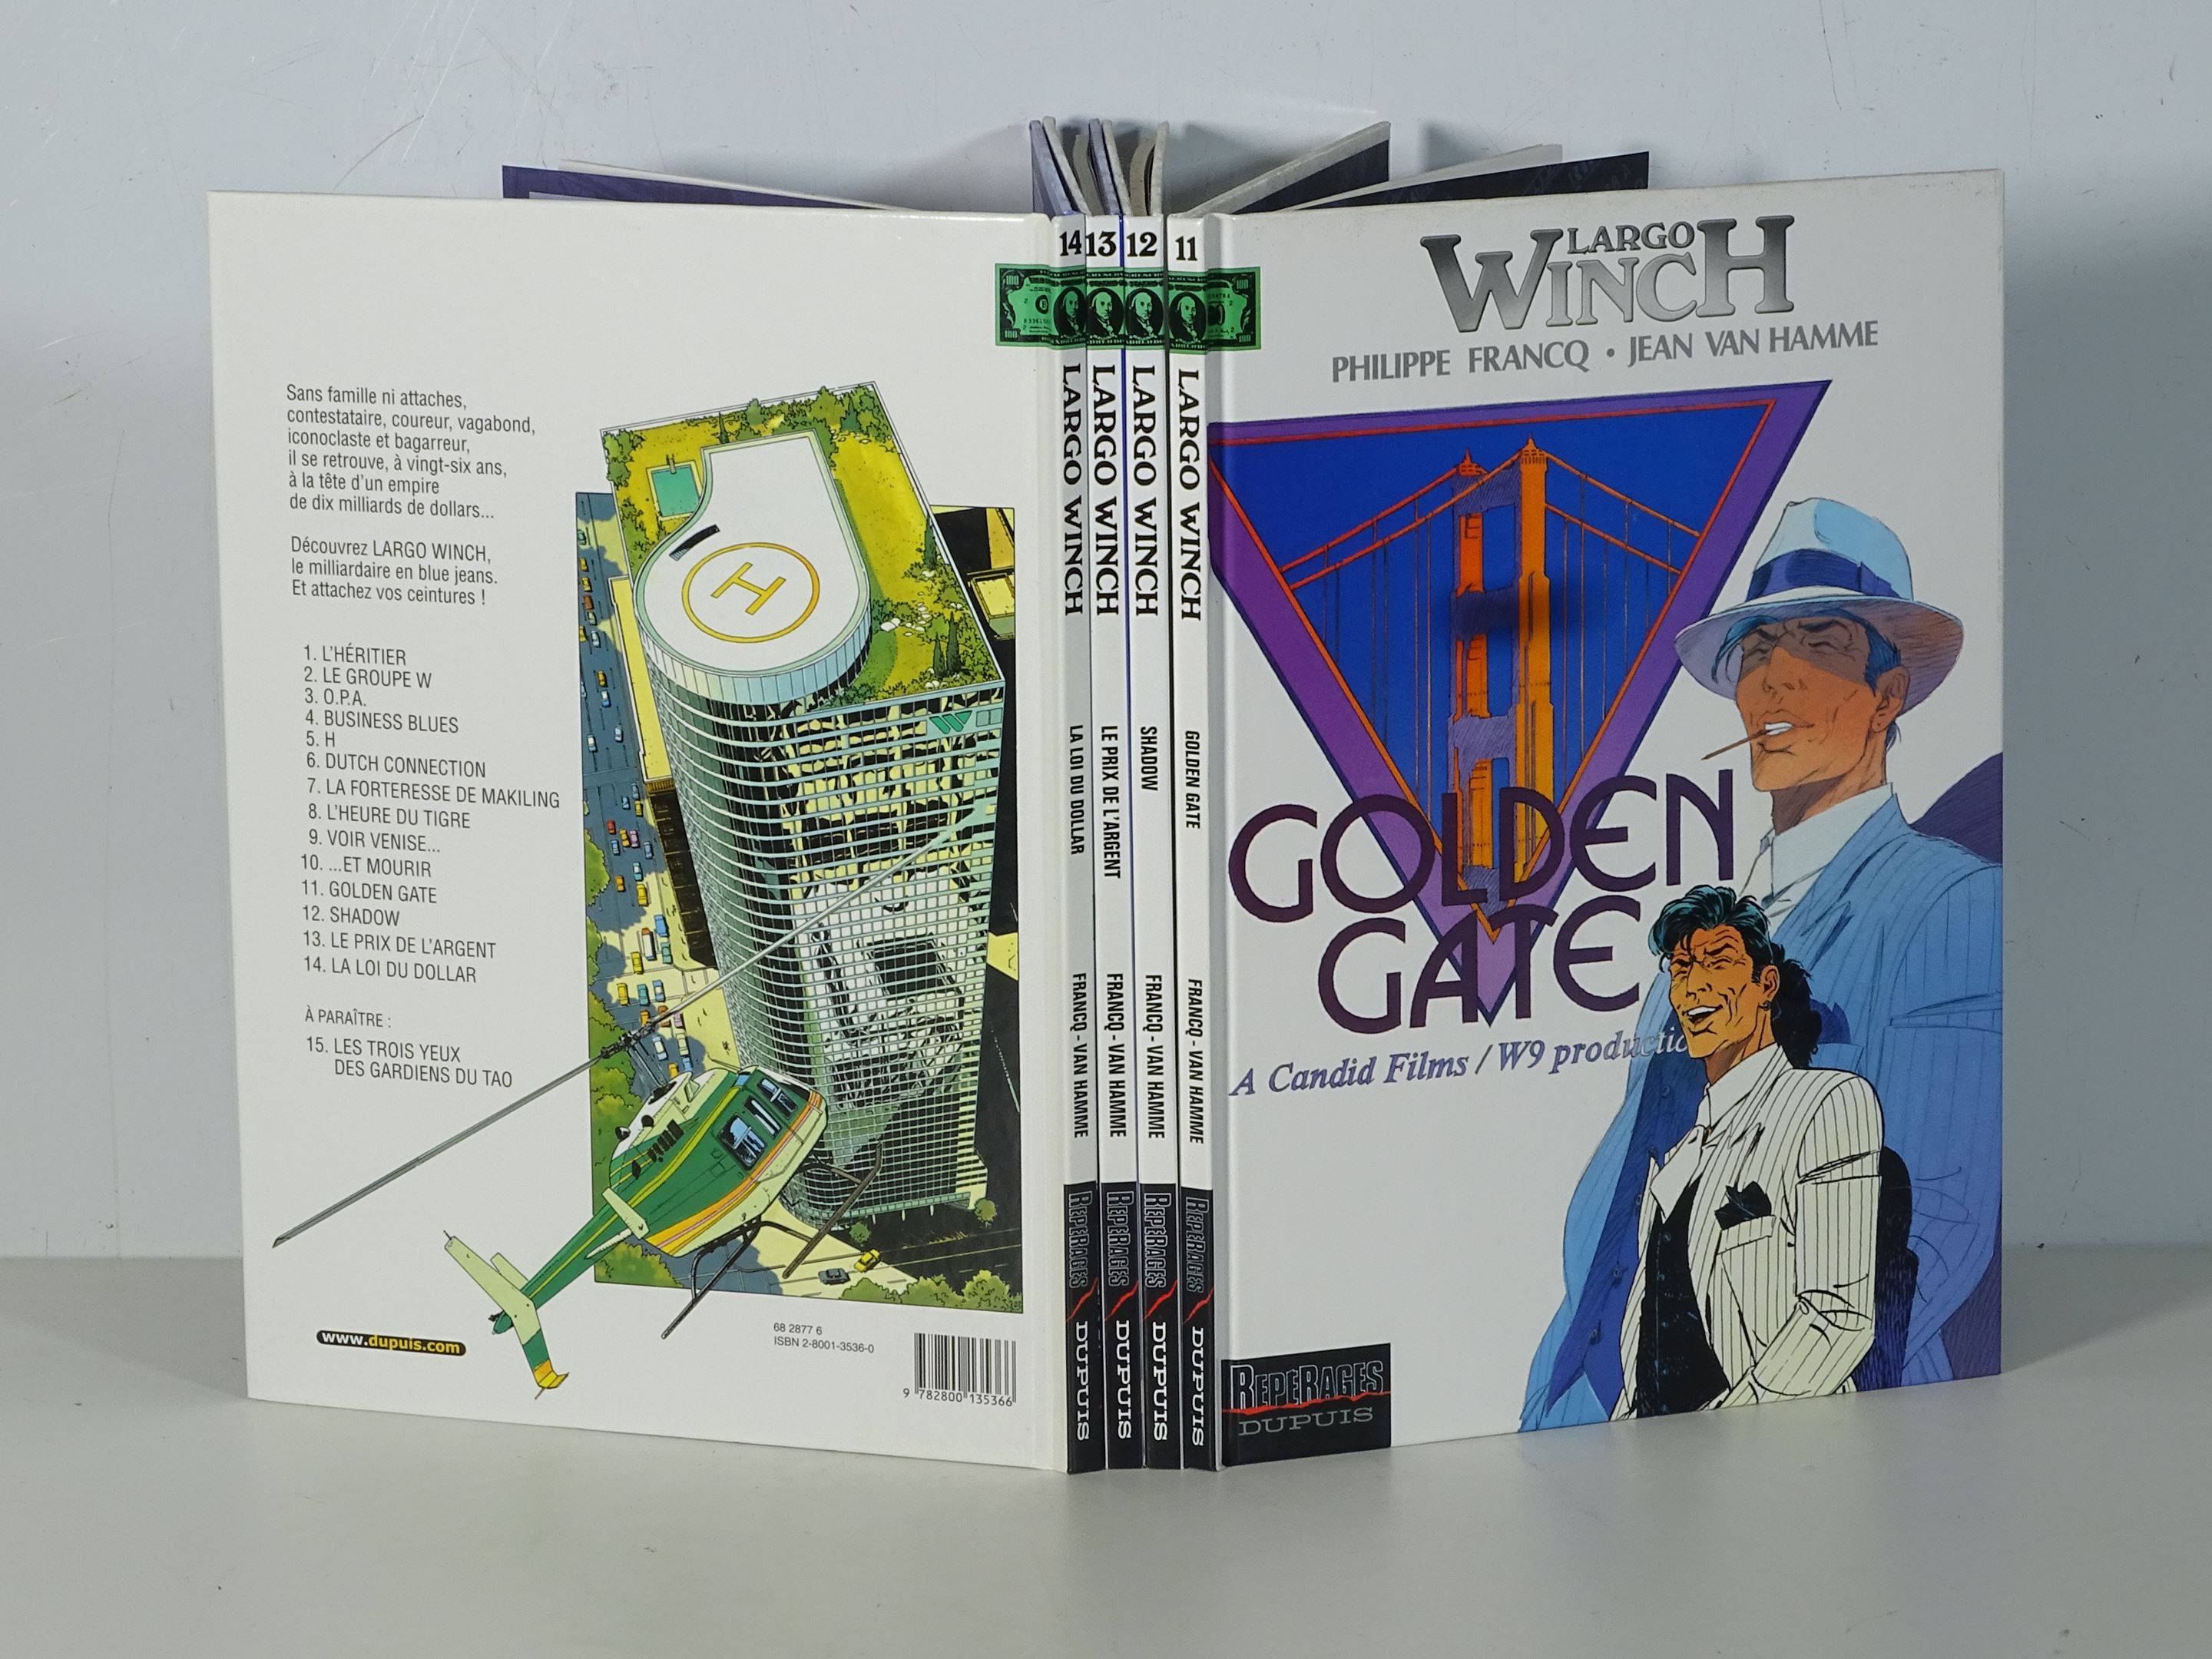 Sans famille ni attaches,
contestataire, coureur, vagabond,
iconoclaste et bagarreur,
il se retrouve, à vingt-six ans,
à la tête d'un empire
de dix milliards de dollars...
Découvrez LARGO WINCH,
le milliardaire en blue jeans.
Et attachez vos ceintures !
1. L'HÉRITIER
2. LE GROUPE W
3. O.P.A.
4. BUSINESS BLUES
5. H
6. DUTCH CONNECTION
7. LA FORTERESSE DE MAKILING
8. L'HEURE DU TIGRE
9. VOIR VENISE...
10. ...ET MOURIR
11. GOLDEN GATE
12. SHADOW
13. LE PRIX DE L'ARGENT
14. LA LOI DU DOLLAR
À PARAÎTRE :
15. LES TROIS YEUX
DES GARDIENS DU TAO
www.dupuis.com
H
W
68 2877 6
ISBN 2-8001-3536-0
9 782800 135366
14
100
100
LARGO WINCH
LA LOI DU DOLLAR
FRANCQ - VAN HAMME
REPERAGES
DUPUIS
13
LARGO WINCH
LE PRIX DE L'ARGENT
FRANCQ - VAN HAMME
REPERAGES
DUPUIS
12
LARGO WINCH
SHADOW
FRANCQ - VAN HAMME
REPERAGES
DUPUIS
11
100
100
LARGO WINCH
GOLDEN GATE
FRANCQ - VAN HAMME
REPERAGES
DUPUIS
LARGO
WINCH
PHILIPPE FRANCQ • JEAN VAN HAMME
GOLDEN
GATE
A Candid Films / W9 productio
REPERAGES
DUPUIS